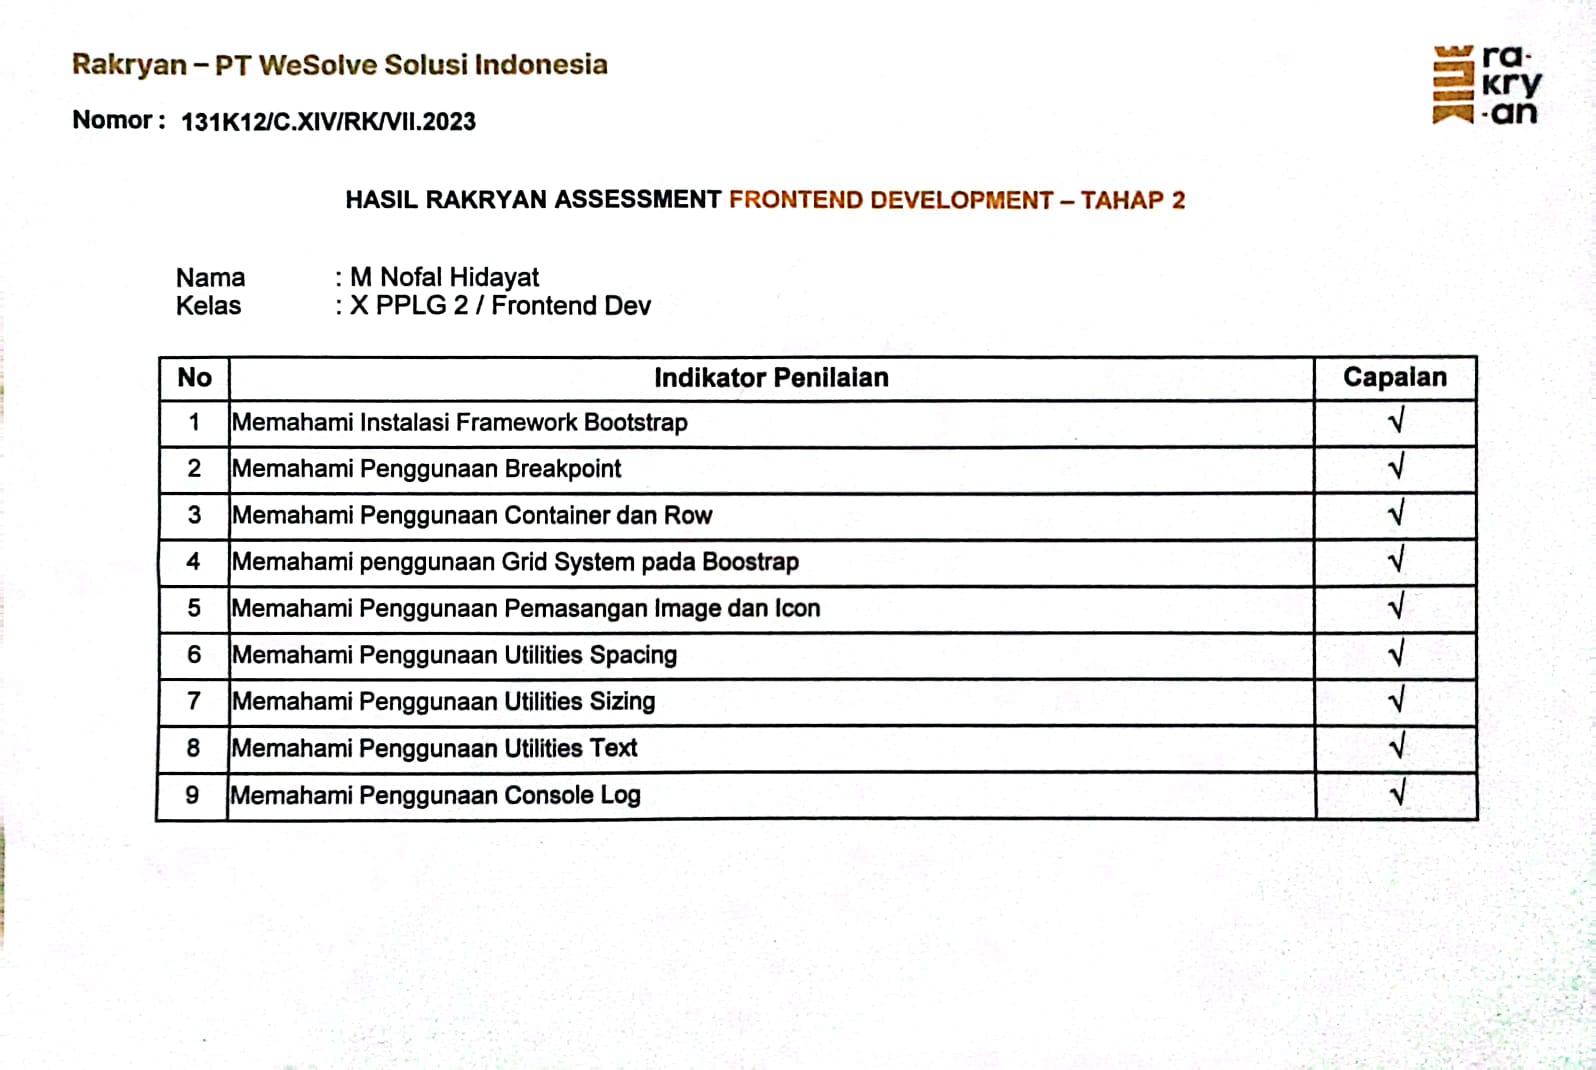 Rakryan – PT WeSolve Solusi Indonesia
ra-
kry
-an
Nomor : 131K12/C.XIV/RK/VII.2023
HASIL RAKRYAN ASSESSMENT FRONTEND DEVELOPMENT – TAHAP 2
Nama : M Nofal Hidayat
Kelas : X PPLG 2 / Frontend Dev
No Indikator Penilaian Capaian
1 Memahami Instalasi Framework Bootstrap √
2 Memahami Penggunaan Breakpoint √
3 Memahami Penggunaan Container dan Row √
4 Memahami penggunaan Grid System pada Boostrap √
5 Memahami Penggunaan Pemasangan Image dan Icon √
6 Memahami Penggunaan Utilities Spacing √
7 Memahami Penggunaan Utilities Sizing √
8 Memahami Penggunaan Utilities Text √
9 Memahami Penggunaan Console Log √